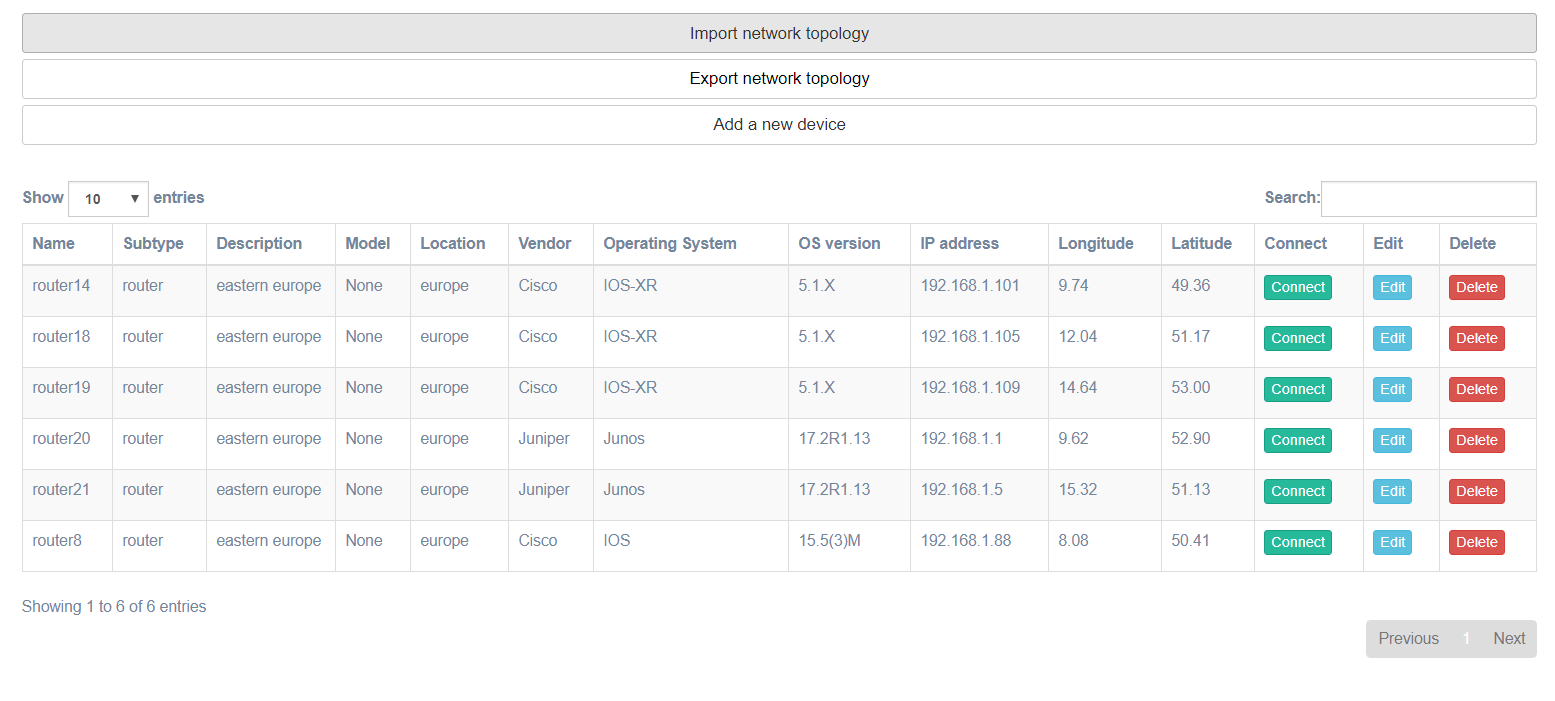 Import network topology
Export network topology
Add a new device
Show 10 ▼ entries Search:
Name Subtype Description Model Location Vendor Operating System OS version IP address Longitude Latitude Connect Edit Delete
router14 router eastern europe None europe Cisco IOS-XR 5.1.X 192.168.1.101 9.74 49.36 Connect Edit Delete
router18 router eastern europe None europe Cisco IOS-XR 5.1.X 192.168.1.105 12.04 51.17 Connect Edit Delete
router19 router eastern europe None europe Cisco IOS-XR 5.1.X 192.168.1.109 14.64 53.00 Connect Edit Delete
router20 router eastern europe None europe Juniper Junos 17.2R1.13 192.168.1.1 9.62 52.90 Connect Edit Delete
router21 router eastern europe None europe Juniper Junos 17.2R1.13 192.168.1.5 15.32 51.13 Connect Edit Delete
router8 router eastern europe None europe Cisco IOS 15.5(3)M 192.168.1.88 8.08 50.41 Connect Edit Delete
Showing 1 to 6 of 6 entries
Previous 1 Next